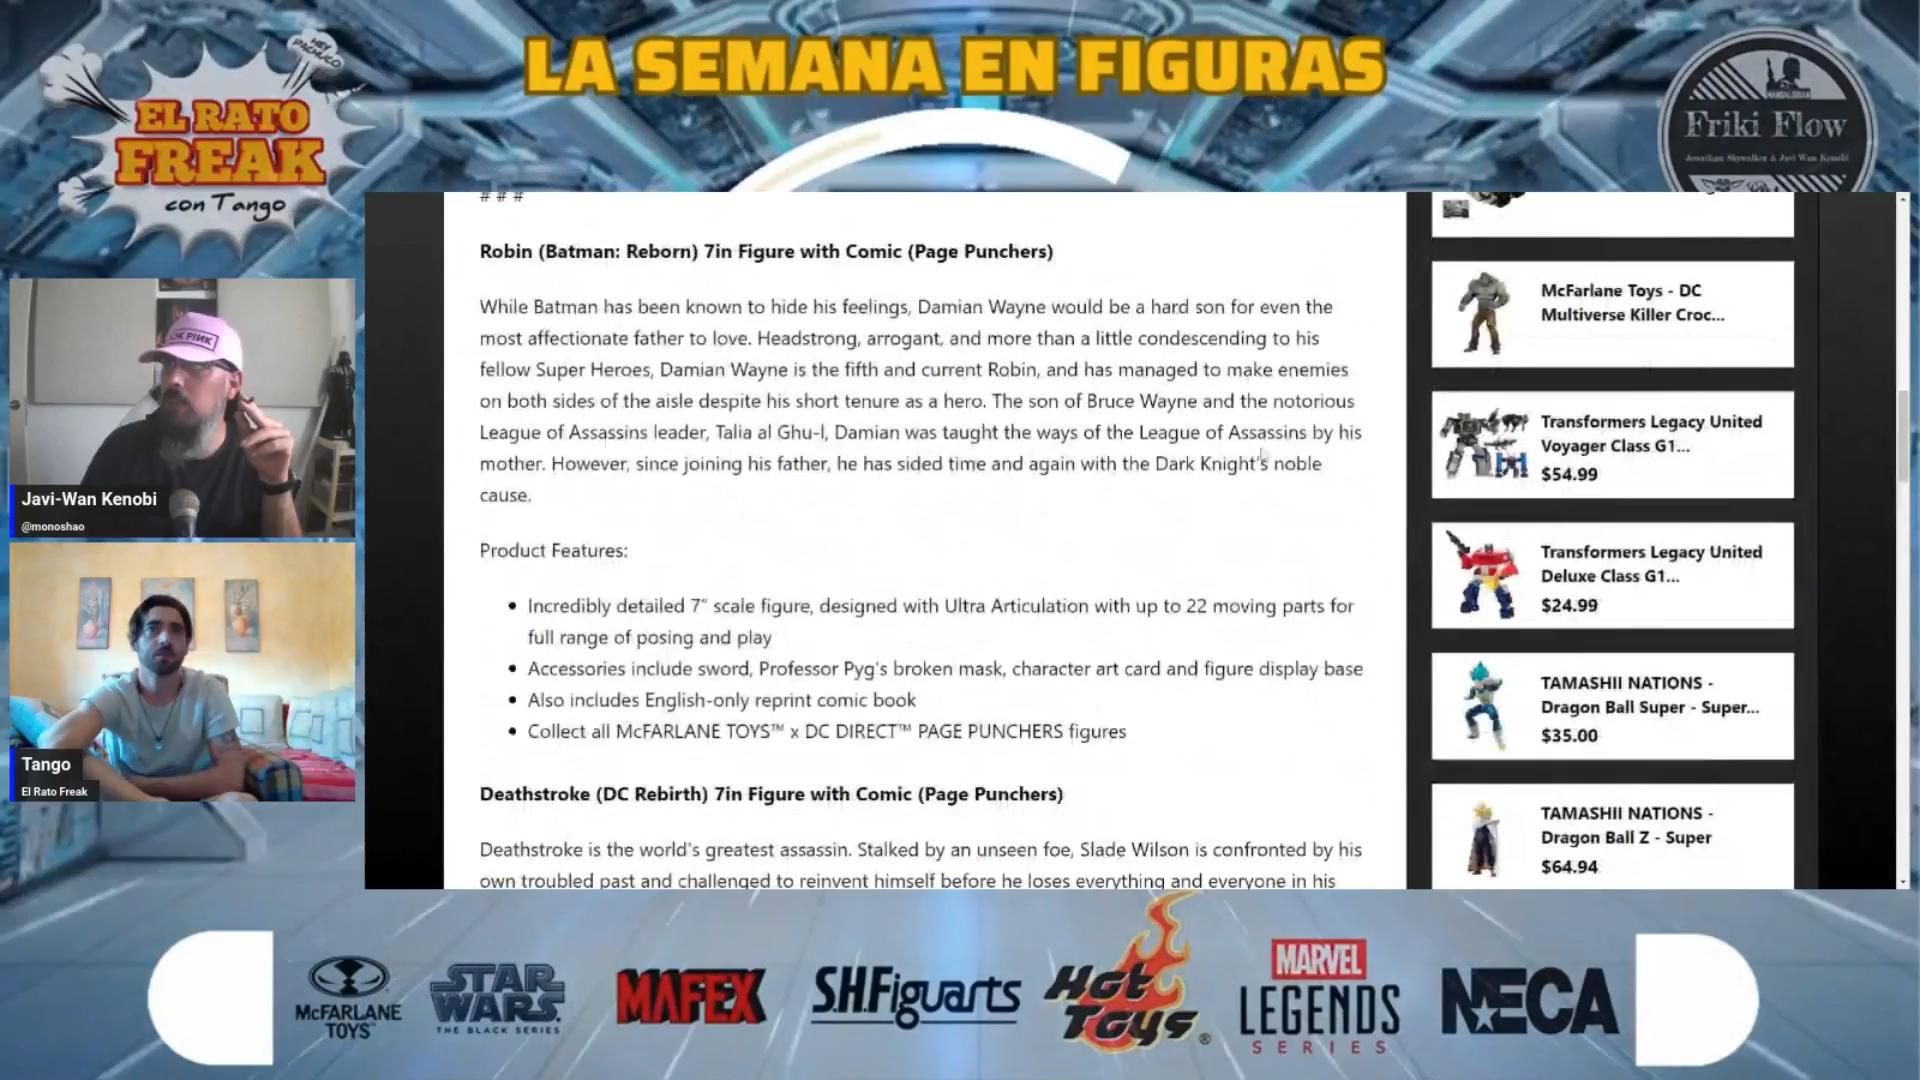 LA SEMANA EN FIGURAS
HEY PACHUCO
EL RATO
FREAK
con Tango
MANDALORIAN
Friki Flow
Jonathan Skywalker & Javi Wan Kenobi
###
Robin (Batman: Reborn) 7in Figure with Comic (Page Punchers)
While Batman has been known to hide his feelings, Damian Wayne would be a hard son for even the
most affectionate father to love. Headstrong, arrogant, and more than a little condescending to his
fellow Super Heroes, Damian Wayne is the fifth and current Robin, and has managed to make enemies
on both sides of the aisle despite his short tenure as a hero. The son of Bruce Wayne and the notorious
League of Assassins leader, Talia al Ghu-l, Damian was taught the ways of the League of Assassins by his
mother. However, since joining his father, he has sided time and again with the Dark Knight's noble
cause.
Product Features:
• Incredibly detailed 7" scale figure, designed with Ultra Articulation with up to 22 moving parts for
full range of posing and play
• Accessories include sword, Professor Pyg's broken mask, character art card and figure display base
• Also includes English-only reprint comic book
• Collect all McFARLANE TOYS™ x DC DIRECT™ PAGE PUNCHERS figures
Deathstroke (DC Rebirth) 7in Figure with Comic (Page Punchers)
Deathstroke is the world's greatest assassin. Stalked by an unseen foe, Slade Wilson is confronted by his
own troubled past and challenged to reinvent himself before he loses everything and everyone in his
McFarlane Toys - DC
Multiverse Killer Croc...
Transformers Legacy United
Voyager Class G1...
$54.99
Transformers Legacy United
Deluxe Class G1...
$24.99
TAMASHII NATIONS -
Dragon Ball Super - Super...
$35.00
TAMASHII NATIONS -
Dragon Ball Z - Super
$64.94
Javi-Wan Kenobi
@monoshao
Tango
El Rato Freak
McFARLANE
TOYS™
STAR
WARS
THE BLACK SERIES
MAFEX
S.H.Figuarts
Hot
Toys®
MARVEL
LEGENDS
SERIES
NECA